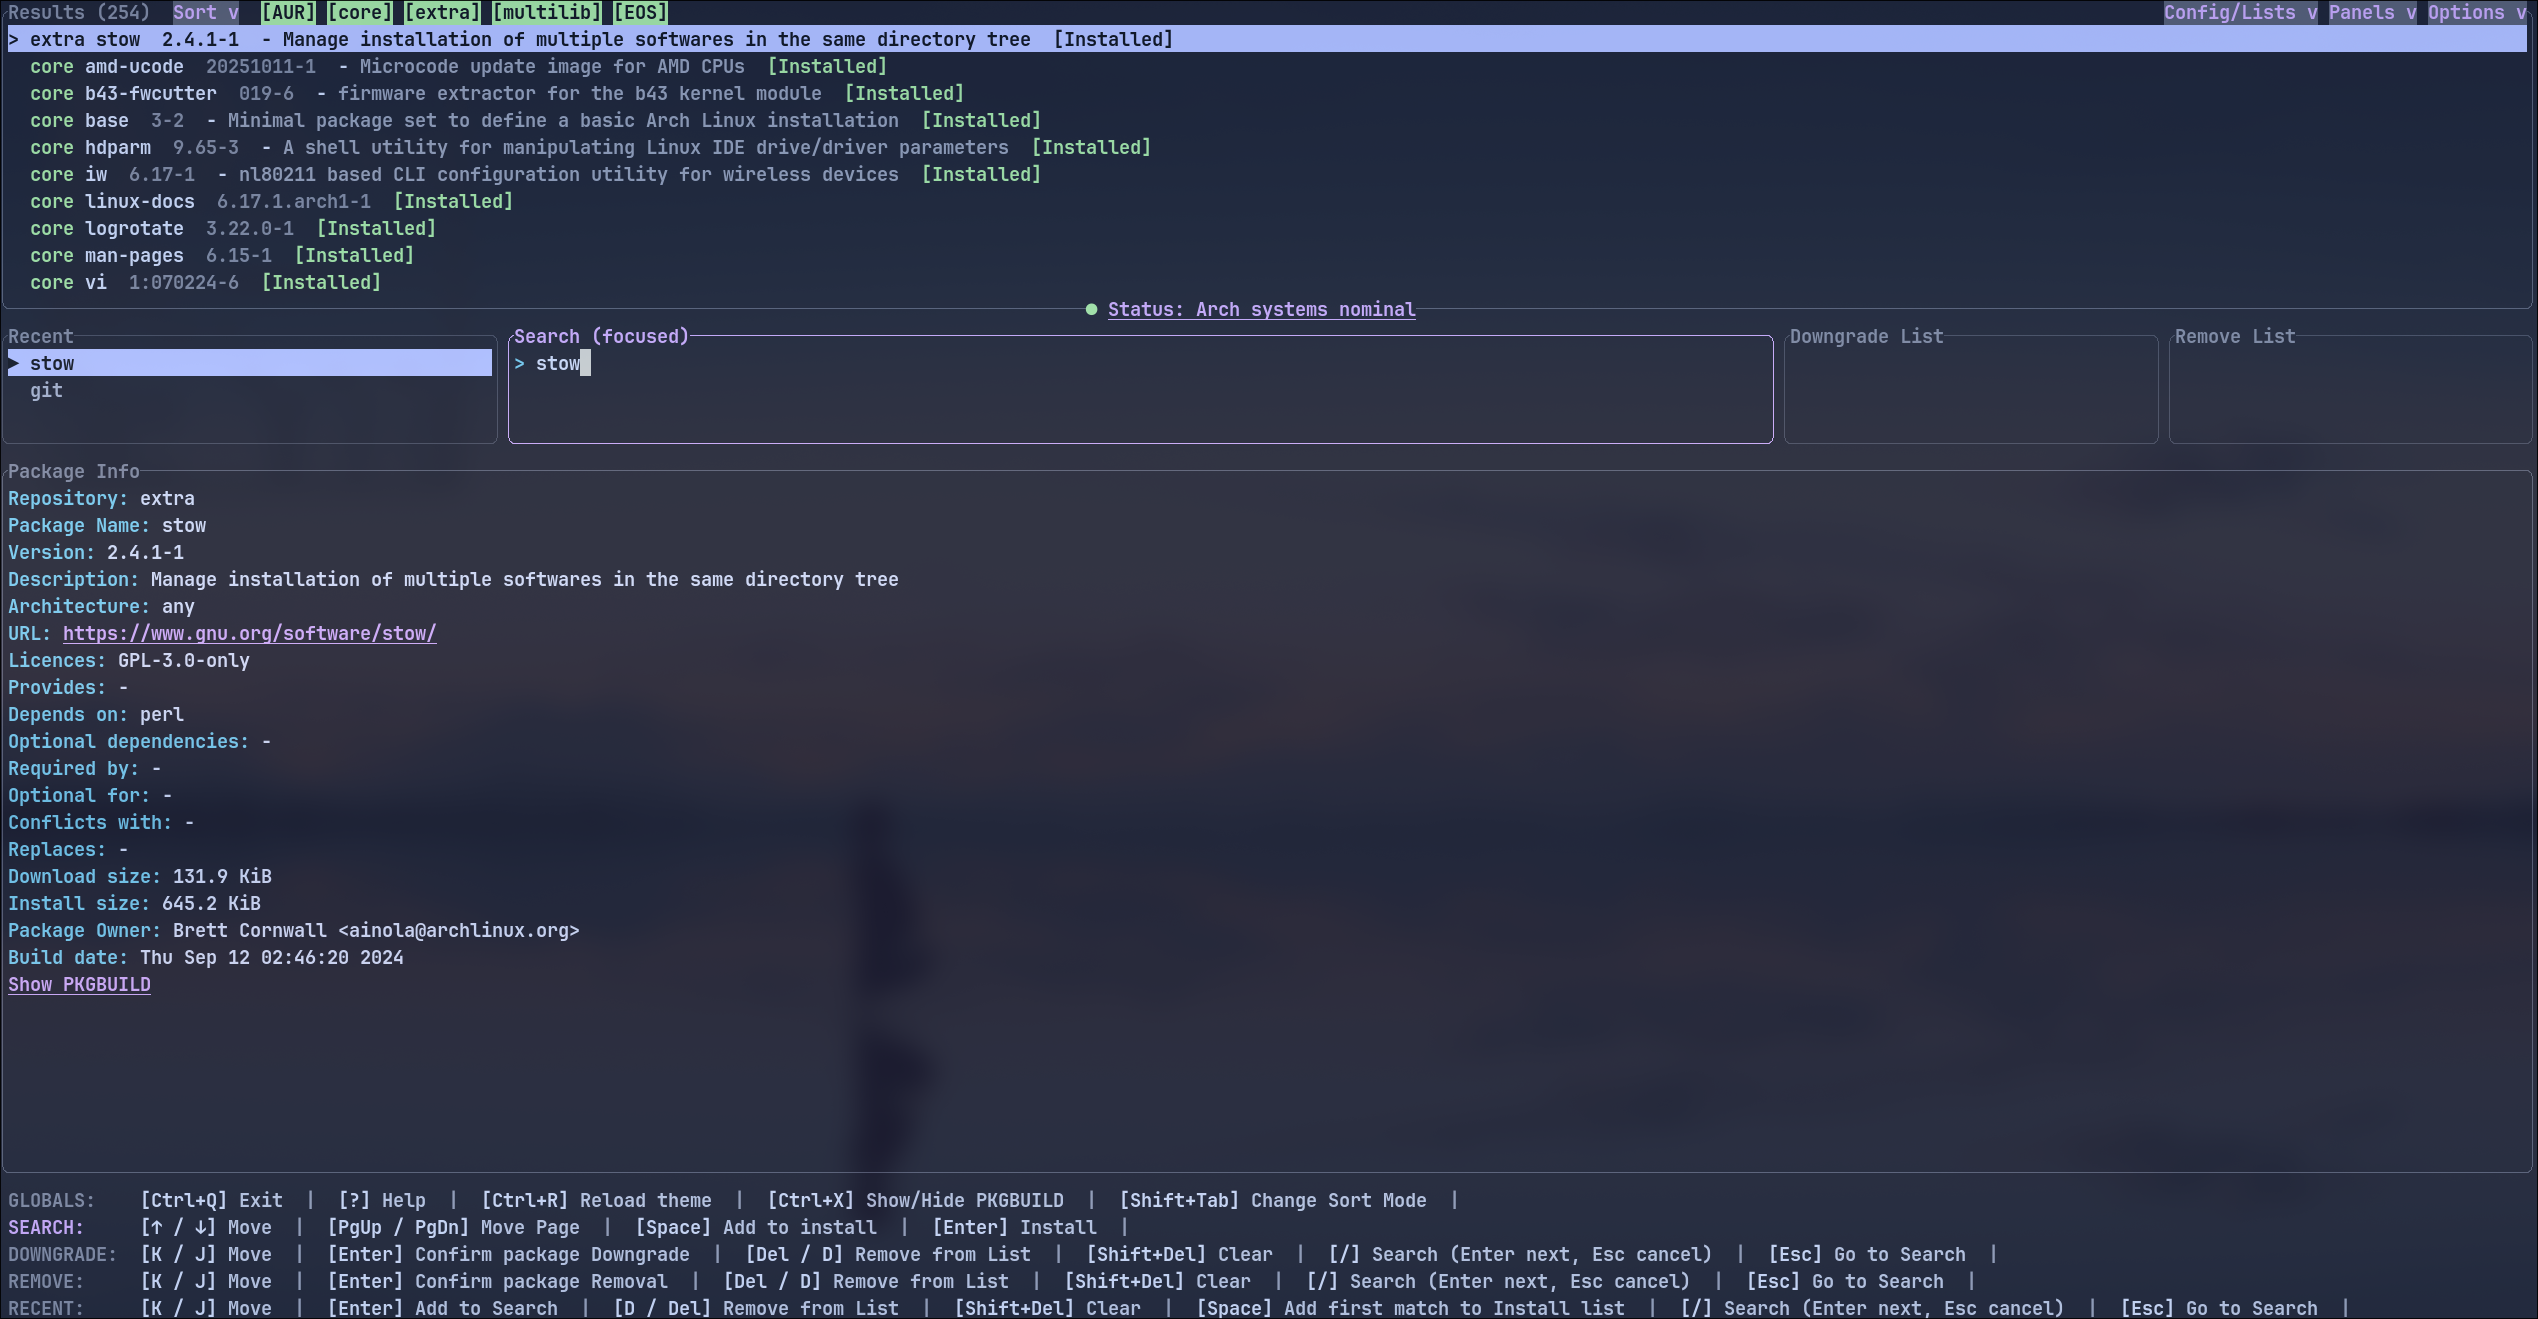 Results (254)  Sort v  [AUR] [core] [extra] [multilib] [EOS]  Config/Lists v Panels v Options v
> extra stow  2.4.1-1  - Manage installation of multiple softwares in the same directory tree  [Installed]
core amd-ucode  20251011-1  - Microcode update image for AMD CPUs  [Installed]
core b43-fwcutter  019-6  - firmware extractor for the b43 kernel module  [Installed]
core base  3-2  - Minimal package set to define a basic Arch Linux installation  [Installed]
core hdparm  9.65-3  - A shell utility for manipulating Linux IDE drive/driver parameters  [Installed]
core iw  6.17-1  - nl80211 based CLI configuration utility for wireless devices  [Installed]
core linux-docs  6.17.1.arch1-1  [Installed]
core logrotate  3.22.0-1  [Installed]
core man-pages  6.15-1  [Installed]
core vi  1:070224-6  [Installed]
● Status: Arch systems nominal
Recent
▶ stow
git
Search (focused)
> stow
Downgrade List
Remove List
Package Info
Repository: extra
Package Name: stow
Version: 2.4.1-1
Description: Manage installation of multiple softwares in the same directory tree
Architecture: any
URL: https://www.gnu.org/software/stow/
Licences: GPL-3.0-only
Provides: -
Depends on: perl
Optional dependencies: -
Required by: -
Optional for: -
Conflicts with: -
Replaces: -
Download size: 131.9 KiB
Install size: 645.2 KiB
Package Owner: Brett Cornwall <ainola@archlinux.org>
Build date: Thu Sep 12 02:46:20 2024
Show PKGBUILD
GLOBALS:    [Ctrl+Q] Exit  |  [?] Help  |  [Ctrl+R] Reload theme  |  [Ctrl+X] Show/Hide PKGBUILD  |  [Shift+Tab] Change Sort Mode  |
SEARCH:     [↑ / ↓] Move  |  [PgUp / PgDn] Move Page  |  [Space] Add to install  |  [Enter] Install  |
DOWNGRADE:  [K / J] Move  |  [Enter] Confirm package Downgrade  |  [Del / D] Remove from List  |  [Shift+Del] Clear  |  [/] Search (Enter next, Esc cancel)  |  [Esc] Go to Search  |
REMOVE:     [K / J] Move  |  [Enter] Confirm package Removal  |  [Del / D] Remove from List  |  [Shift+Del] Clear  |  [/] Search (Enter next, Esc cancel)  |  [Esc] Go to Search  |
RECENT:     [K / J] Move  |  [Enter] Add to Search  |  [D / Del] Remove from List  |  [Shift+Del] Clear  |  [Space] Add first match to Install list  |  [/] Search (Enter next, Esc cancel)  |  [Esc] Go to Search  |